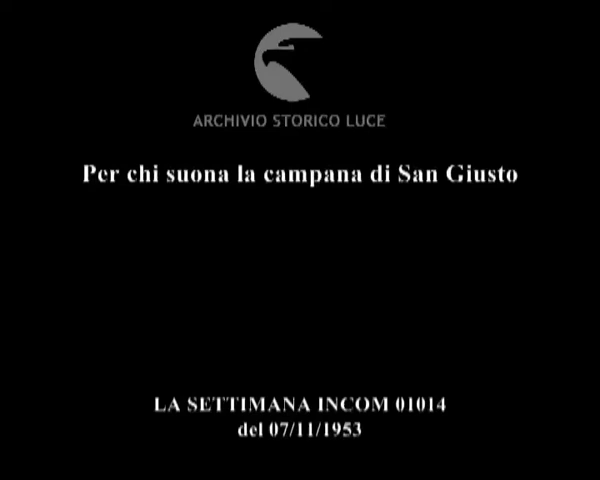 ARCHIVIO STORICO LUCE
Per chi suona la campana di San Giusto
LA SETTIMANA INCOM 01014
del 07/11/1953